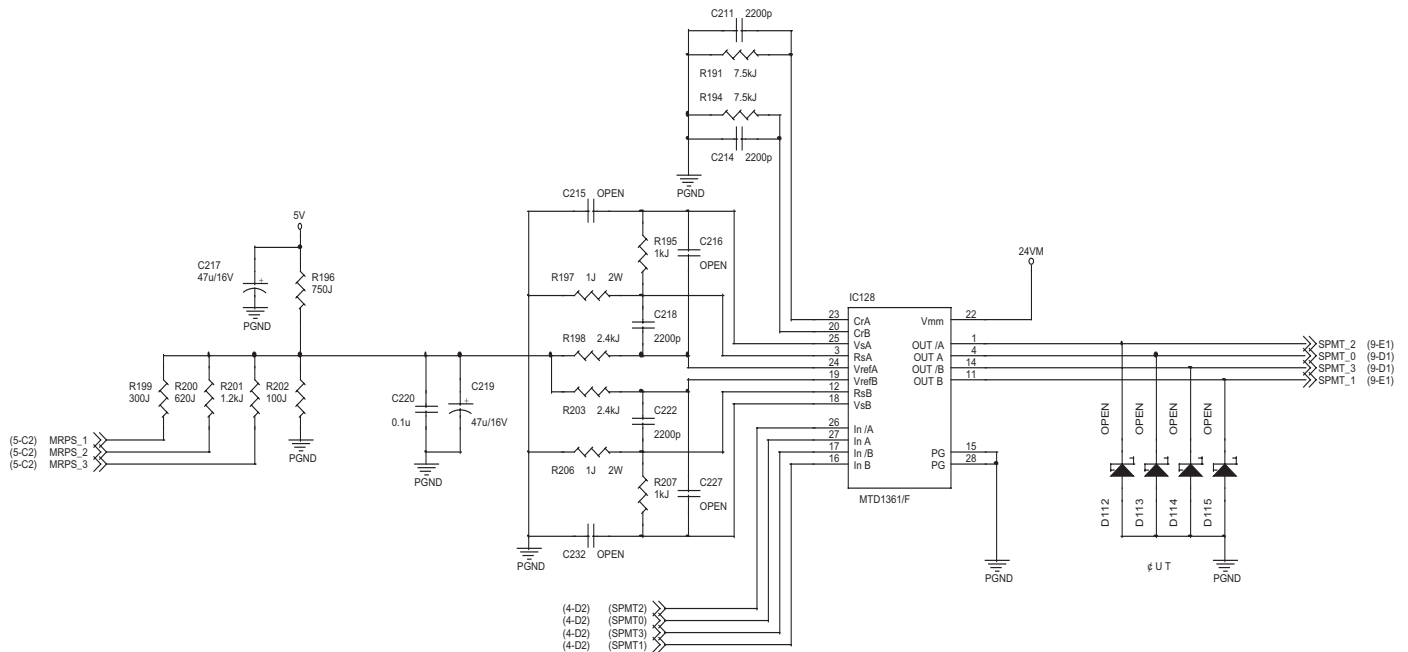 C211 2200p
R191 7.5kJ
R194 7.5kJ
C214 2200p
PGND
C215 OPEN
5V
R195
1kJ
C216
OPEN
C217
47u/16V
R196
750J
PGND
R197 1J 2W
24VM
C218
2200p
R198 2.4kJ
IC128
23 CrA
20 CrB
25 VsA
3 RsA
24 VrefA
19 VrefB
12 RsB
18 VsB
26 In /A
27 In A
17 In /B
16 In B
Vmm 22
OUT /A 1
OUT A 4
OUT /B 14
OUT B 11
PG 15
PG 28
MTD1361/F
SPMT_2 (9-E1)
SPMT_0 (9-D1)
SPMT_3 (9-D1)
SPMT_1 (9-E1)
R199
300J
R200
620J
R201
1.2kJ
R202
100J
C220
0.1u
C219
47u/16V
R203 2.4kJ
C222
2200p
(5-C2) MRPS_1
(5-C2) MRPS_2
(5-C2) MRPS_3
PGND
PGND
R206 1J 2W
R207
1kJ
C227
OPEN
C232 OPEN
PGND
OPEN
OPEN
OPEN
OPEN
D112
D113
D114
D115
PGND
¢ U T
PGND
(4-D2) (SPMT2)
(4-D2) (SPMT0)
(4-D2) (SPMT3)
(4-D2) (SPMT1)